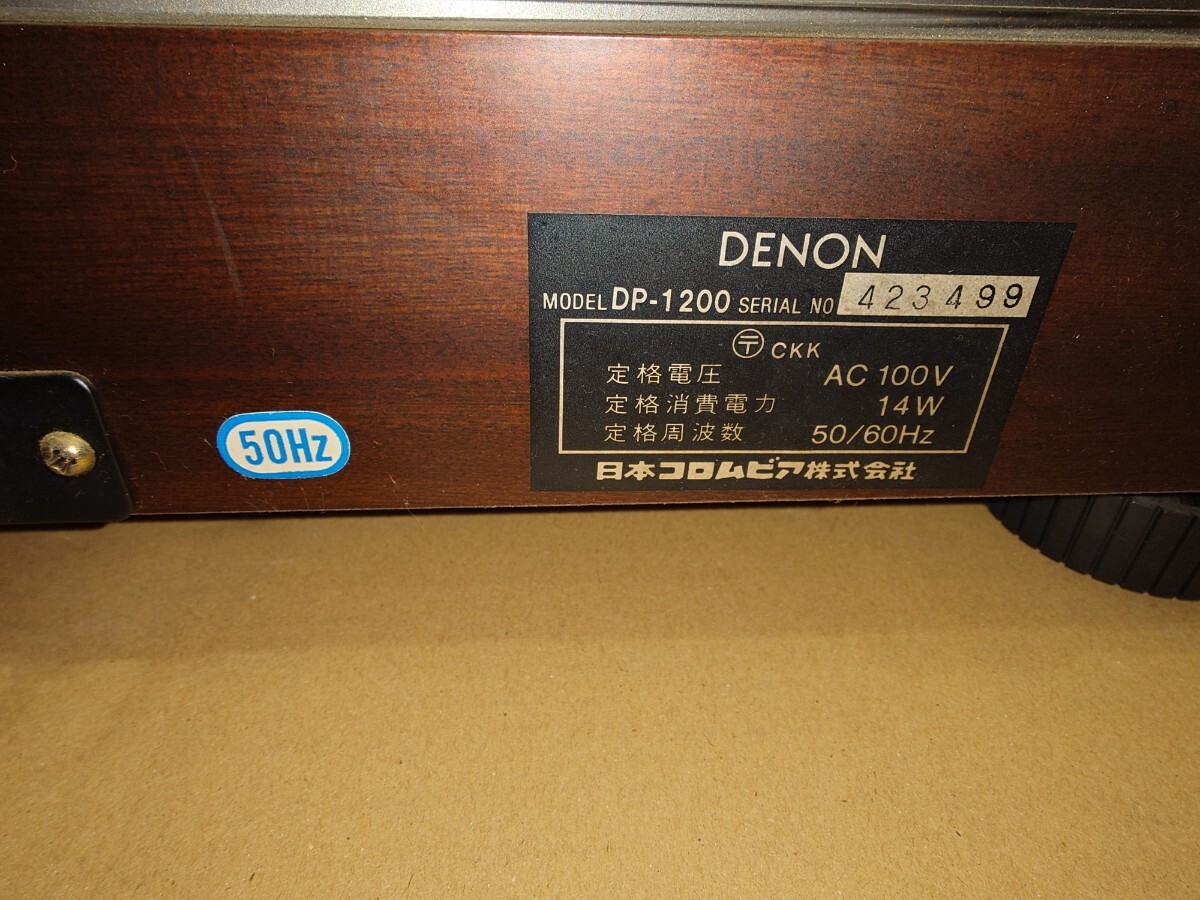 DENON
MODEL DP-1200 SERIAL NO 423499
〶 CKK
定格電圧 AC 100V
定格消費電力 14W
定格周波数 50/60Hz
日本コロムビア株式会社
50Hz